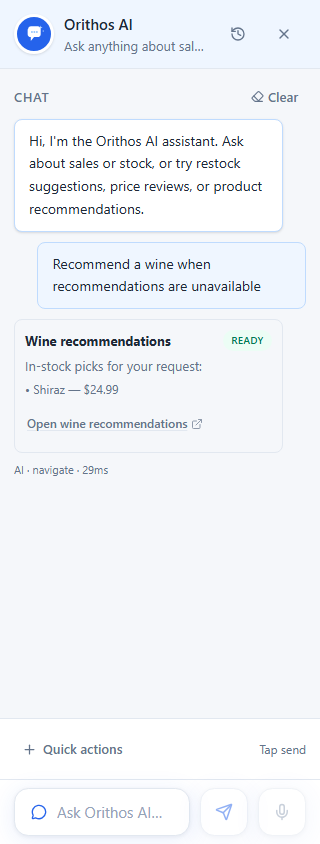 Orithos AI
Ask anything about sal...
CHAT
Clear
Hi, I'm the Orithos AI assistant. Ask
about sales or stock, or try restock
suggestions, price reviews, or product
recommendations.
Recommend a wine when
recommendations are unavailable
Wine recommendations READY
In-stock picks for your request:
• Shiraz — $24.99
Open wine recommendations
AI · navigate · 29ms
+ Quick actions Tap send
Ask Orithos AI...